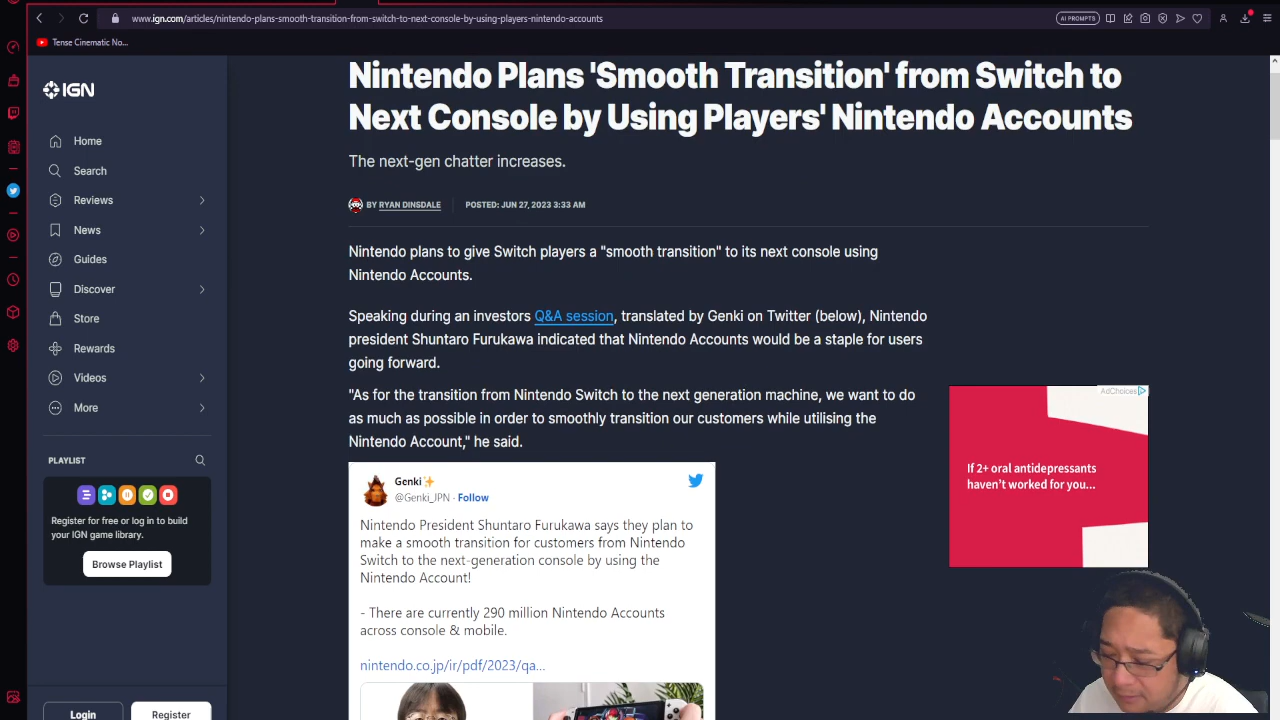 www.ign.com/articles/nintendo-plans-smooth-transition-from-switch-to-next-console-by-using-players-nintendo-accounts
AI PROMPTS
Tense Cinematic No...
IGN
Home
Search
Reviews
News
Guides
Discover
Store
Rewards
Videos
More
PLAYLIST
Register for free or log in to build
your IGN game library.
Browse Playlist
Login
Register
Nintendo Plans 'Smooth Transition' from Switch to
Next Console by Using Players' Nintendo Accounts
The next-gen chatter increases.
BY RYAN DINSDALE
POSTED: JUN 27, 2023 3:33 AM
Nintendo plans to give Switch players a "smooth transition" to its next console using
Nintendo Accounts.
Speaking during an investors Q&A session, translated by Genki on Twitter (below), Nintendo
president Shuntaro Furukawa indicated that Nintendo Accounts would be a staple for users
going forward.
"As for the transition from Nintendo Switch to the next generation machine, we want to do
as much as possible in order to smoothly transition our customers while utilising the
Nintendo Account," he said.
Genki✨
@Genki_JPN · Follow
Nintendo President Shuntaro Furukawa says they plan to
make a smooth transition for customers from Nintendo
Switch to the next-generation console by using the
Nintendo Account!
- There are currently 290 million Nintendo Accounts
across console & mobile.
nintendo.co.jp/ir/pdf/2023/qa...
AdChoices
If 2+ oral antidepressants
haven't worked for you...